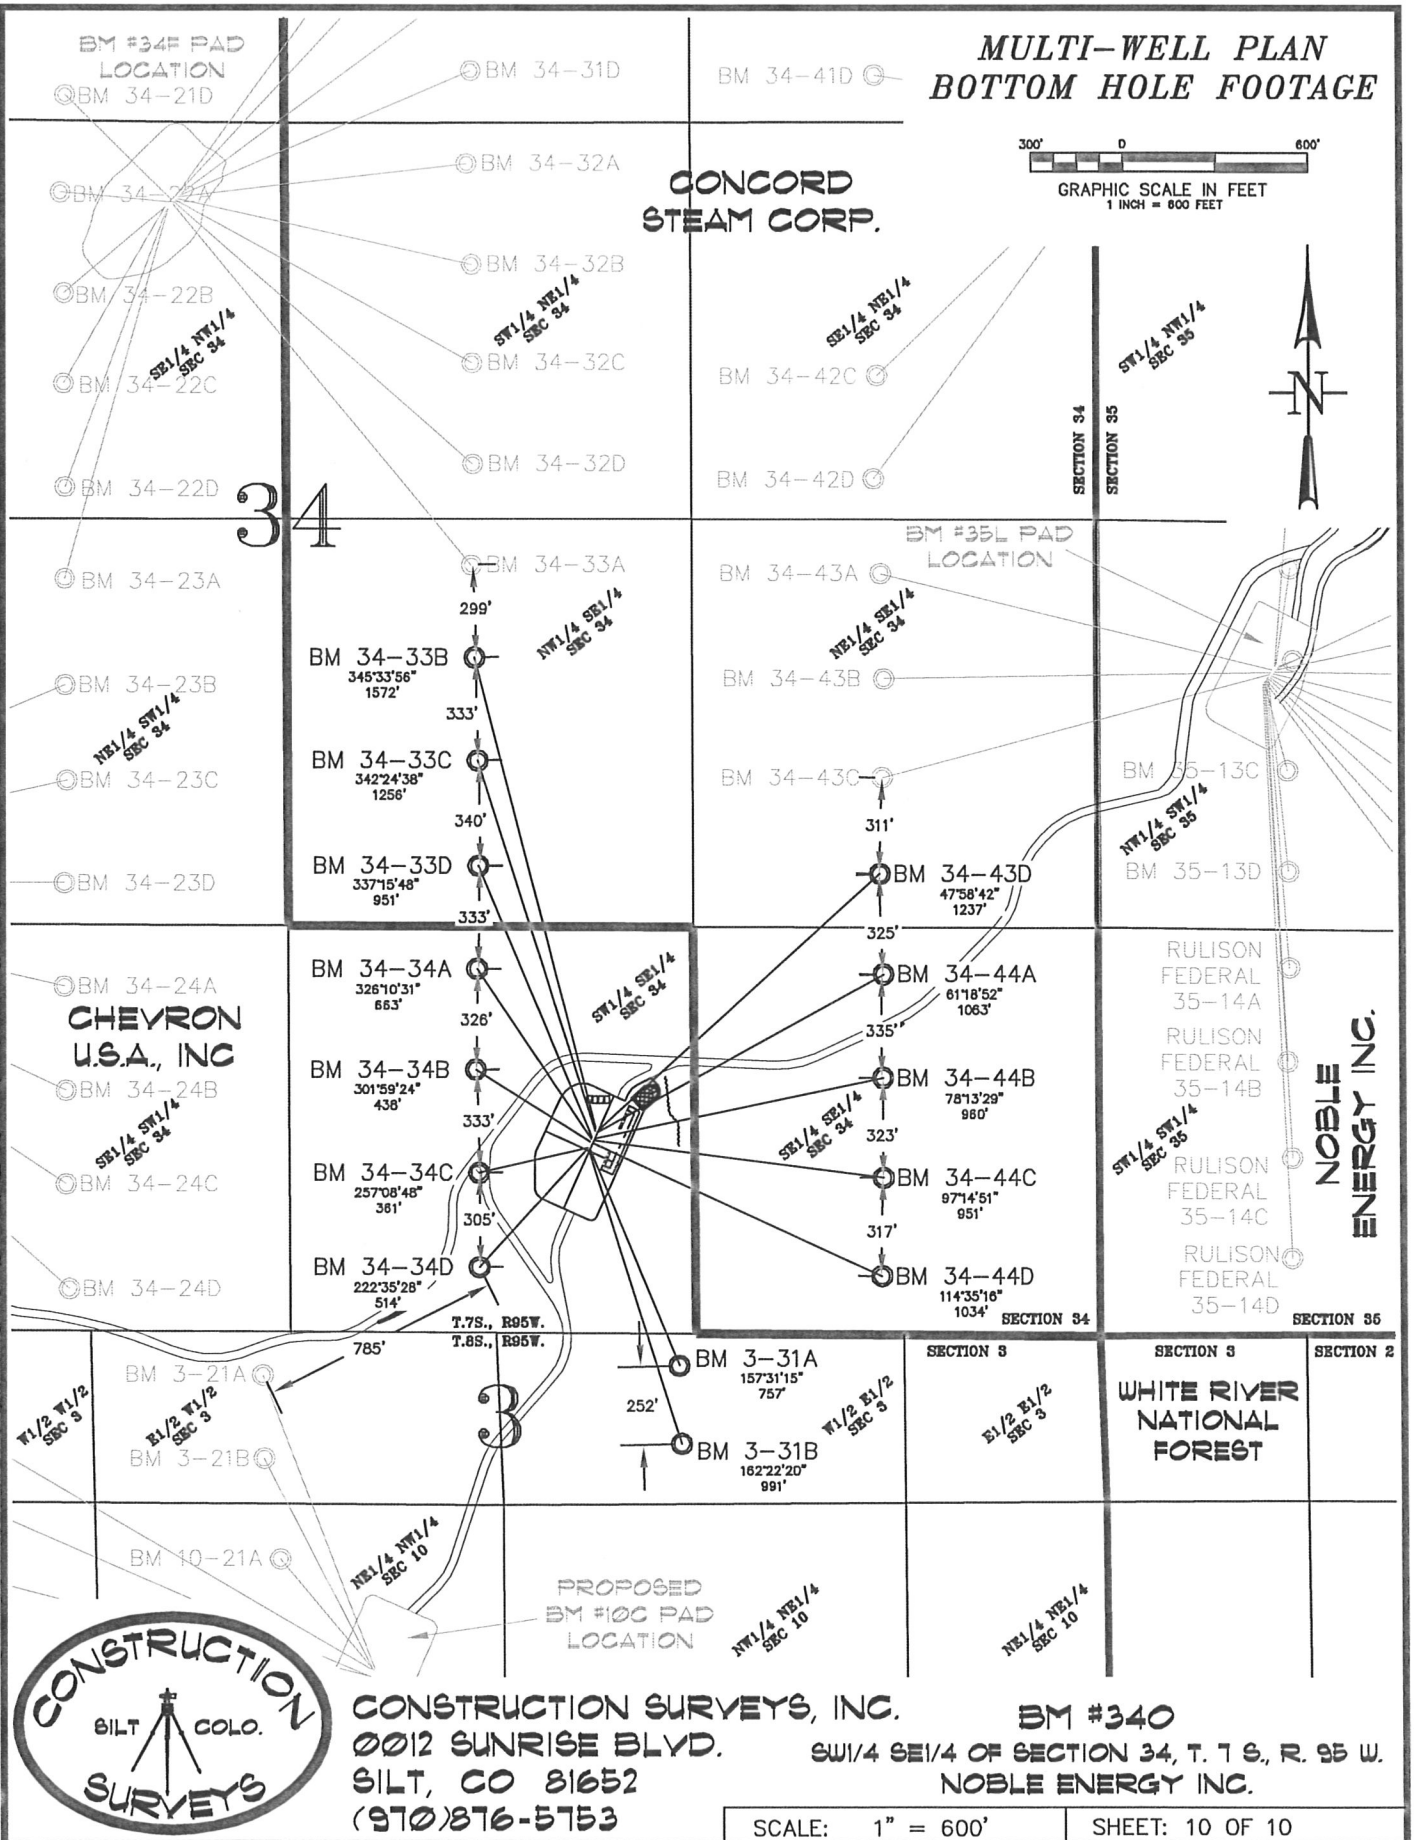 MULTI-WELL PLAN
BOTTOM HOLE FOOTAGE
300'
0
600'
GRAPHIC SCALE IN FEET
1 INCH = 600 FEET
BM #34F PAD
LOCATION
BM 34-21D
BM 34-31D
BM 34-41D
BM 34-22A
BM 34-32A
CONCORD
STEAM CORP.
BM 34-22B
BM 34-32B
SE1/4 NW1/4
SEC 34
SW1/4 NE1/4
SEC 34
SE1/4 NE1/4
SEC 34
SW1/4 NW1/4
SEC 35
BM 34-22C
BM 34-32C
BM 34-42C
N
SECTION 34
SECTION 35
BM 34-22D
BM 34-32D
BM 34-42D
34
BM #35L PAD
LOCATION
BM 34-23A
BM 34-33A
BM 34-43A
299'
NW1/4 SE1/4
SEC 34
NE1/4 SE1/4
SEC 34
BM 34-33B
345°33'56"
1572'
BM 34-23B
BM 34-43B
333'
NE1/4 SW1/4
SEC 34
BM 34-33C
342°24'38"
1256'
BM 34-23C
BM 34-43C
BM 35-13C
340'
311'
NW1/4 SW1/4
SEC 35
BM 34-33D
337°15'48"
951'
BM 34-23D
BM 34-43D
47°58'42"
1237'
BM 35-13D
333'
325'
BM 34-34A
326°10'31"
663'
BM 34-24A
BM 34-44A
61°18'52"
1063'
RULISON
FEDERAL
35-14A
SW1/4 SE1/4
SEC 34
CHEVRON
U.S.A., INC
326'
335'
BM 34-34B
301°59'24"
438'
BM 34-24B
BM 34-44B
78°13'29"
960'
RULISON
FEDERAL
35-14B
NOBLE
ENERGY INC.
SE1/4 SW1/4
SEC 34
333'
SE1/4 SE1/4
SEC 34
323'
SW1/4 SW1/4
SEC 35
BM 34-34C
257°08'48"
361'
BM 34-24C
BM 34-44C
97°14'51"
951'
RULISON
FEDERAL
35-14C
305'
317'
BM 34-34D
222°35'28"
514'
BM 34-24D
BM 34-44D
114°35'16"
1034'
RULISON
FEDERAL
35-14D
SECTION 34
SECTION 35
T.7S., R95W.
T.8S., R95W.
785'
SECTION 3
SECTION 3
SECTION 2
BM 3-21A
BM 3-31A
157°31'15"
757'
W1/2 W1/2
SEC 3
E1/2 W1/2
SEC 3
3
252'
W1/2 E1/2
SEC 3
E1/2 E1/2
SEC 3
WHITE RIVER
NATIONAL
FOREST
BM 3-21B
BM 3-31B
162°22'20"
991'
BM 10-21A
NE1/4 NW1/4
SEC 10
PROPOSED
BM #10C PAD
LOCATION
NW1/4 NE1/4
SEC 10
NE1/4 NE1/4
SEC 10
CONSTRUCTION
SILT COLO.
SURVEYS
CONSTRUCTION SURVEYS, INC.
0012 SUNRISE BLVD.
SILT, CO 81652
(970)876-5753
BM #34O
SW1/4 SE1/4 OF SECTION 34, T. 7 S., R. 95 W.
NOBLE ENERGY INC.
SCALE: 1" = 600'
SHEET: 10 OF 10